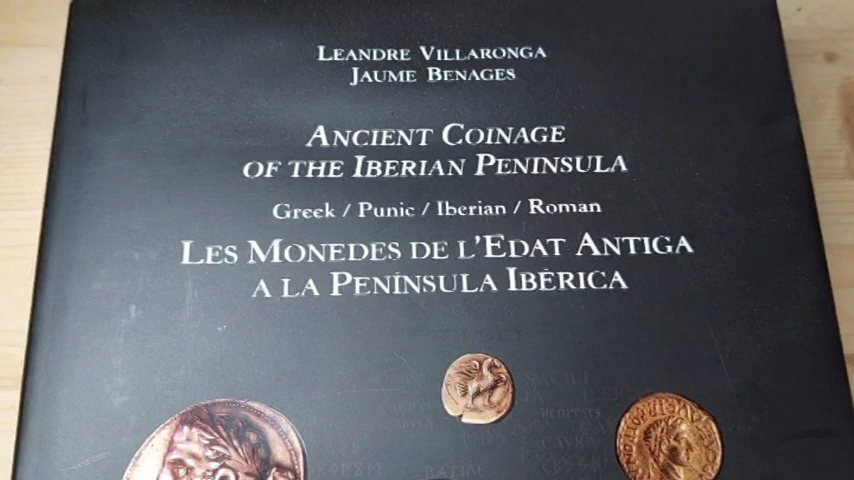 LEANDRE VILLARONGA
JAUME BENAGES
ANCIENT COINAGE
OF THE IBERIAN PENINSULA
Greek / Punic / Iberian / Roman
LES MONEDES DE L'EDAT ANTIGA
A LA PENÍNSULA IBÈRICA